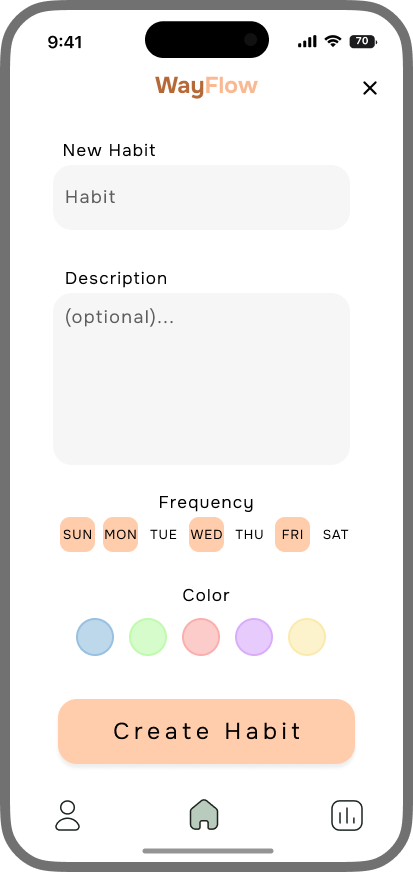 9:41
70
WayFlow
New Habit
Habit
Description
(optional)...
Frequency
SUN MON TUE WED THU FRI SAT
Color
Create Habit